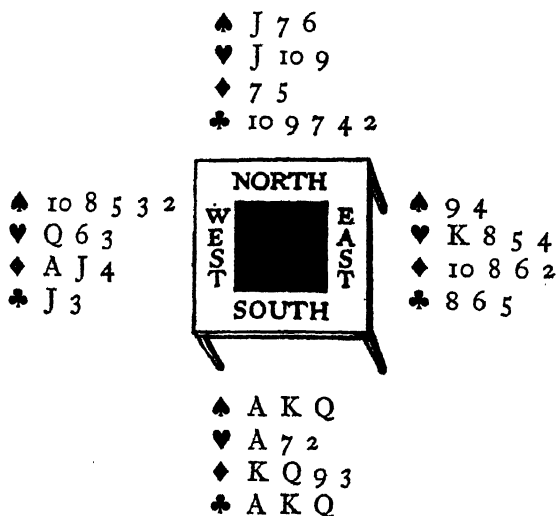 ♠ J 7 6
♥ J 10 9
♦ 7 5
♣ 10 9 7 4 2
NORTH
♠ 10 8 5 3 2
♥ Q 6 3
♦ A J 4
♣ J 3
WEST
EAST
♠ 9 4
♥ K 8 5 4
♦ 10 8 6 2
♣ 8 6 5
SOUTH
♠ A K Q
♥ A 7 2
♦ K Q 9 3
♣ A K Q